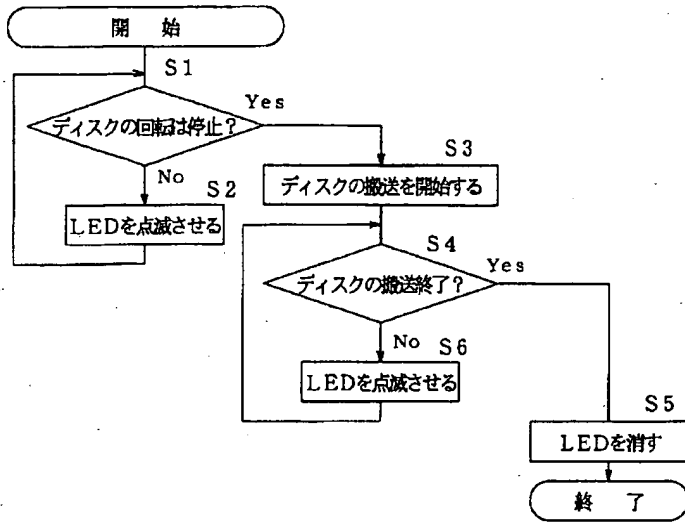 開 始
S1
ディスクの回転は停止?
Yes
No
S2
LEDを点滅させる
S3
ディスクの搬送を開始する
S4
ディスクの搬送終了?
Yes
No
S6
LEDを点滅させる
S5
LEDを消す
終 了